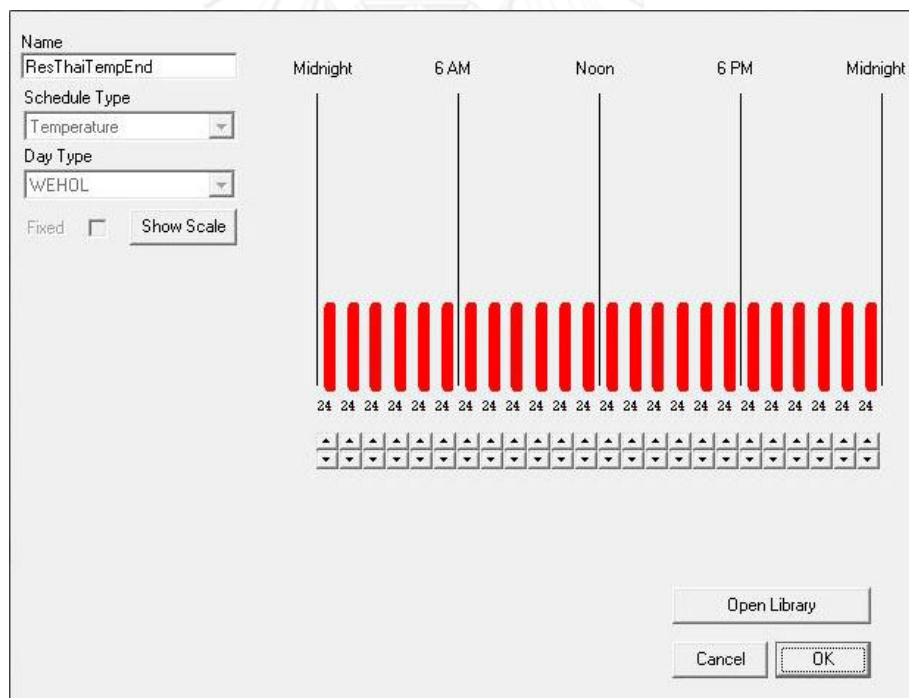 Name
ResThaiTempEnd
Midnight 6 AM Noon 6 PM Midnight
Schedule Type
Temperature
Day Type
WEHOL
Fixed Show Scale
24 24 24 24 24 24 24 24 24 24 24 24 24 24 24 24 24 24 24 24 24 24 24 24
Open Library
Cancel OK